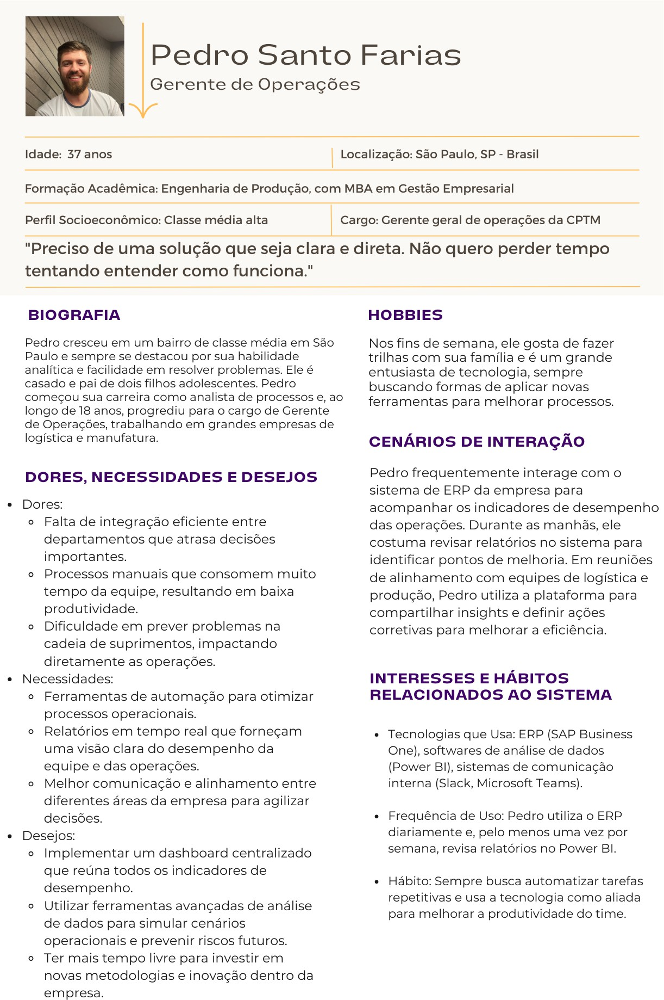 Pedro Santo Farias
Gerente de Operações
Idade:  37 anos
Localização: São Paulo, SP - Brasil
Formação Acadêmica: Engenharia de Produção, com MBA em Gestão Empresarial
Perfil Socioeconômico: Classe média alta
Cargo: Gerente geral de operações da CPTM
"Preciso de uma solução que seja clara e direta. Não quero perder tempo
tentando entender como funciona."
BIOGRAFIA
Pedro cresceu em um bairro de classe média em São
Paulo e sempre se destacou por sua habilidade
analítica e facilidade em resolver problemas. Ele é
casado e pai de dois filhos adolescentes. Pedro
começou sua carreira como analista de processos e, ao
longo de 18 anos, progrediu para o cargo de Gerente
de Operações, trabalhando em grandes empresas de
logística e manufatura.
DORES, NECESSIDADES E DESEJOS
• Dores:
◦ Falta de integração eficiente entre
departamentos que atrasa decisões
importantes.
◦ Processos manuais que consomem muito
tempo da equipe, resultando em baixa
produtividade.
◦ Dificuldade em prever problemas na
cadeia de suprimentos, impactando
diretamente as operações.
• Necessidades:
◦ Ferramentas de automação para otimizar
processos operacionais.
◦ Relatórios em tempo real que forneçam
uma visão clara do desempenho da
equipe e das operações.
◦ Melhor comunicação e alinhamento entre
diferentes áreas da empresa para agilizar
decisões.
• Desejos:
◦ Implementar um dashboard centralizado
que reúna todos os indicadores de
desempenho.
◦ Utilizar ferramentas avançadas de análise
de dados para simular cenários
operacionais e prevenir riscos futuros.
◦ Ter mais tempo livre para investir em
novas metodologias e inovação dentro da
empresa.
HOBBIES
Nos fins de semana, ele gosta de fazer
trilhas com sua família e é um grande
entusiasta de tecnologia, sempre
buscando formas de aplicar novas
ferramentas para melhorar processos.
CENÁRIOS DE INTERAÇÃO
Pedro frequentemente interage com o
sistema de ERP da empresa para
acompanhar os indicadores de desempenho
das operações. Durante as manhãs, ele
costuma revisar relatórios no sistema para
identificar pontos de melhoria. Em reuniões
de alinhamento com equipes de logística e
produção, Pedro utiliza a plataforma para
compartilhar insights e definir ações
corretivas para melhorar a eficiência.
INTERESSES E HÁBITOS
RELACIONADOS AO SISTEMA
• Tecnologias que Usa: ERP (SAP Business
One), softwares de análise de dados
(Power BI), sistemas de comunicação
interna (Slack, Microsoft Teams).
• Frequência de Uso: Pedro utiliza o ERP
diariamente e, pelo menos uma vez por
semana, revisa relatórios no Power BI.
• Hábito: Sempre busca automatizar tarefas
repetitivas e usa a tecnologia como aliada
para melhorar a produtividade do time.